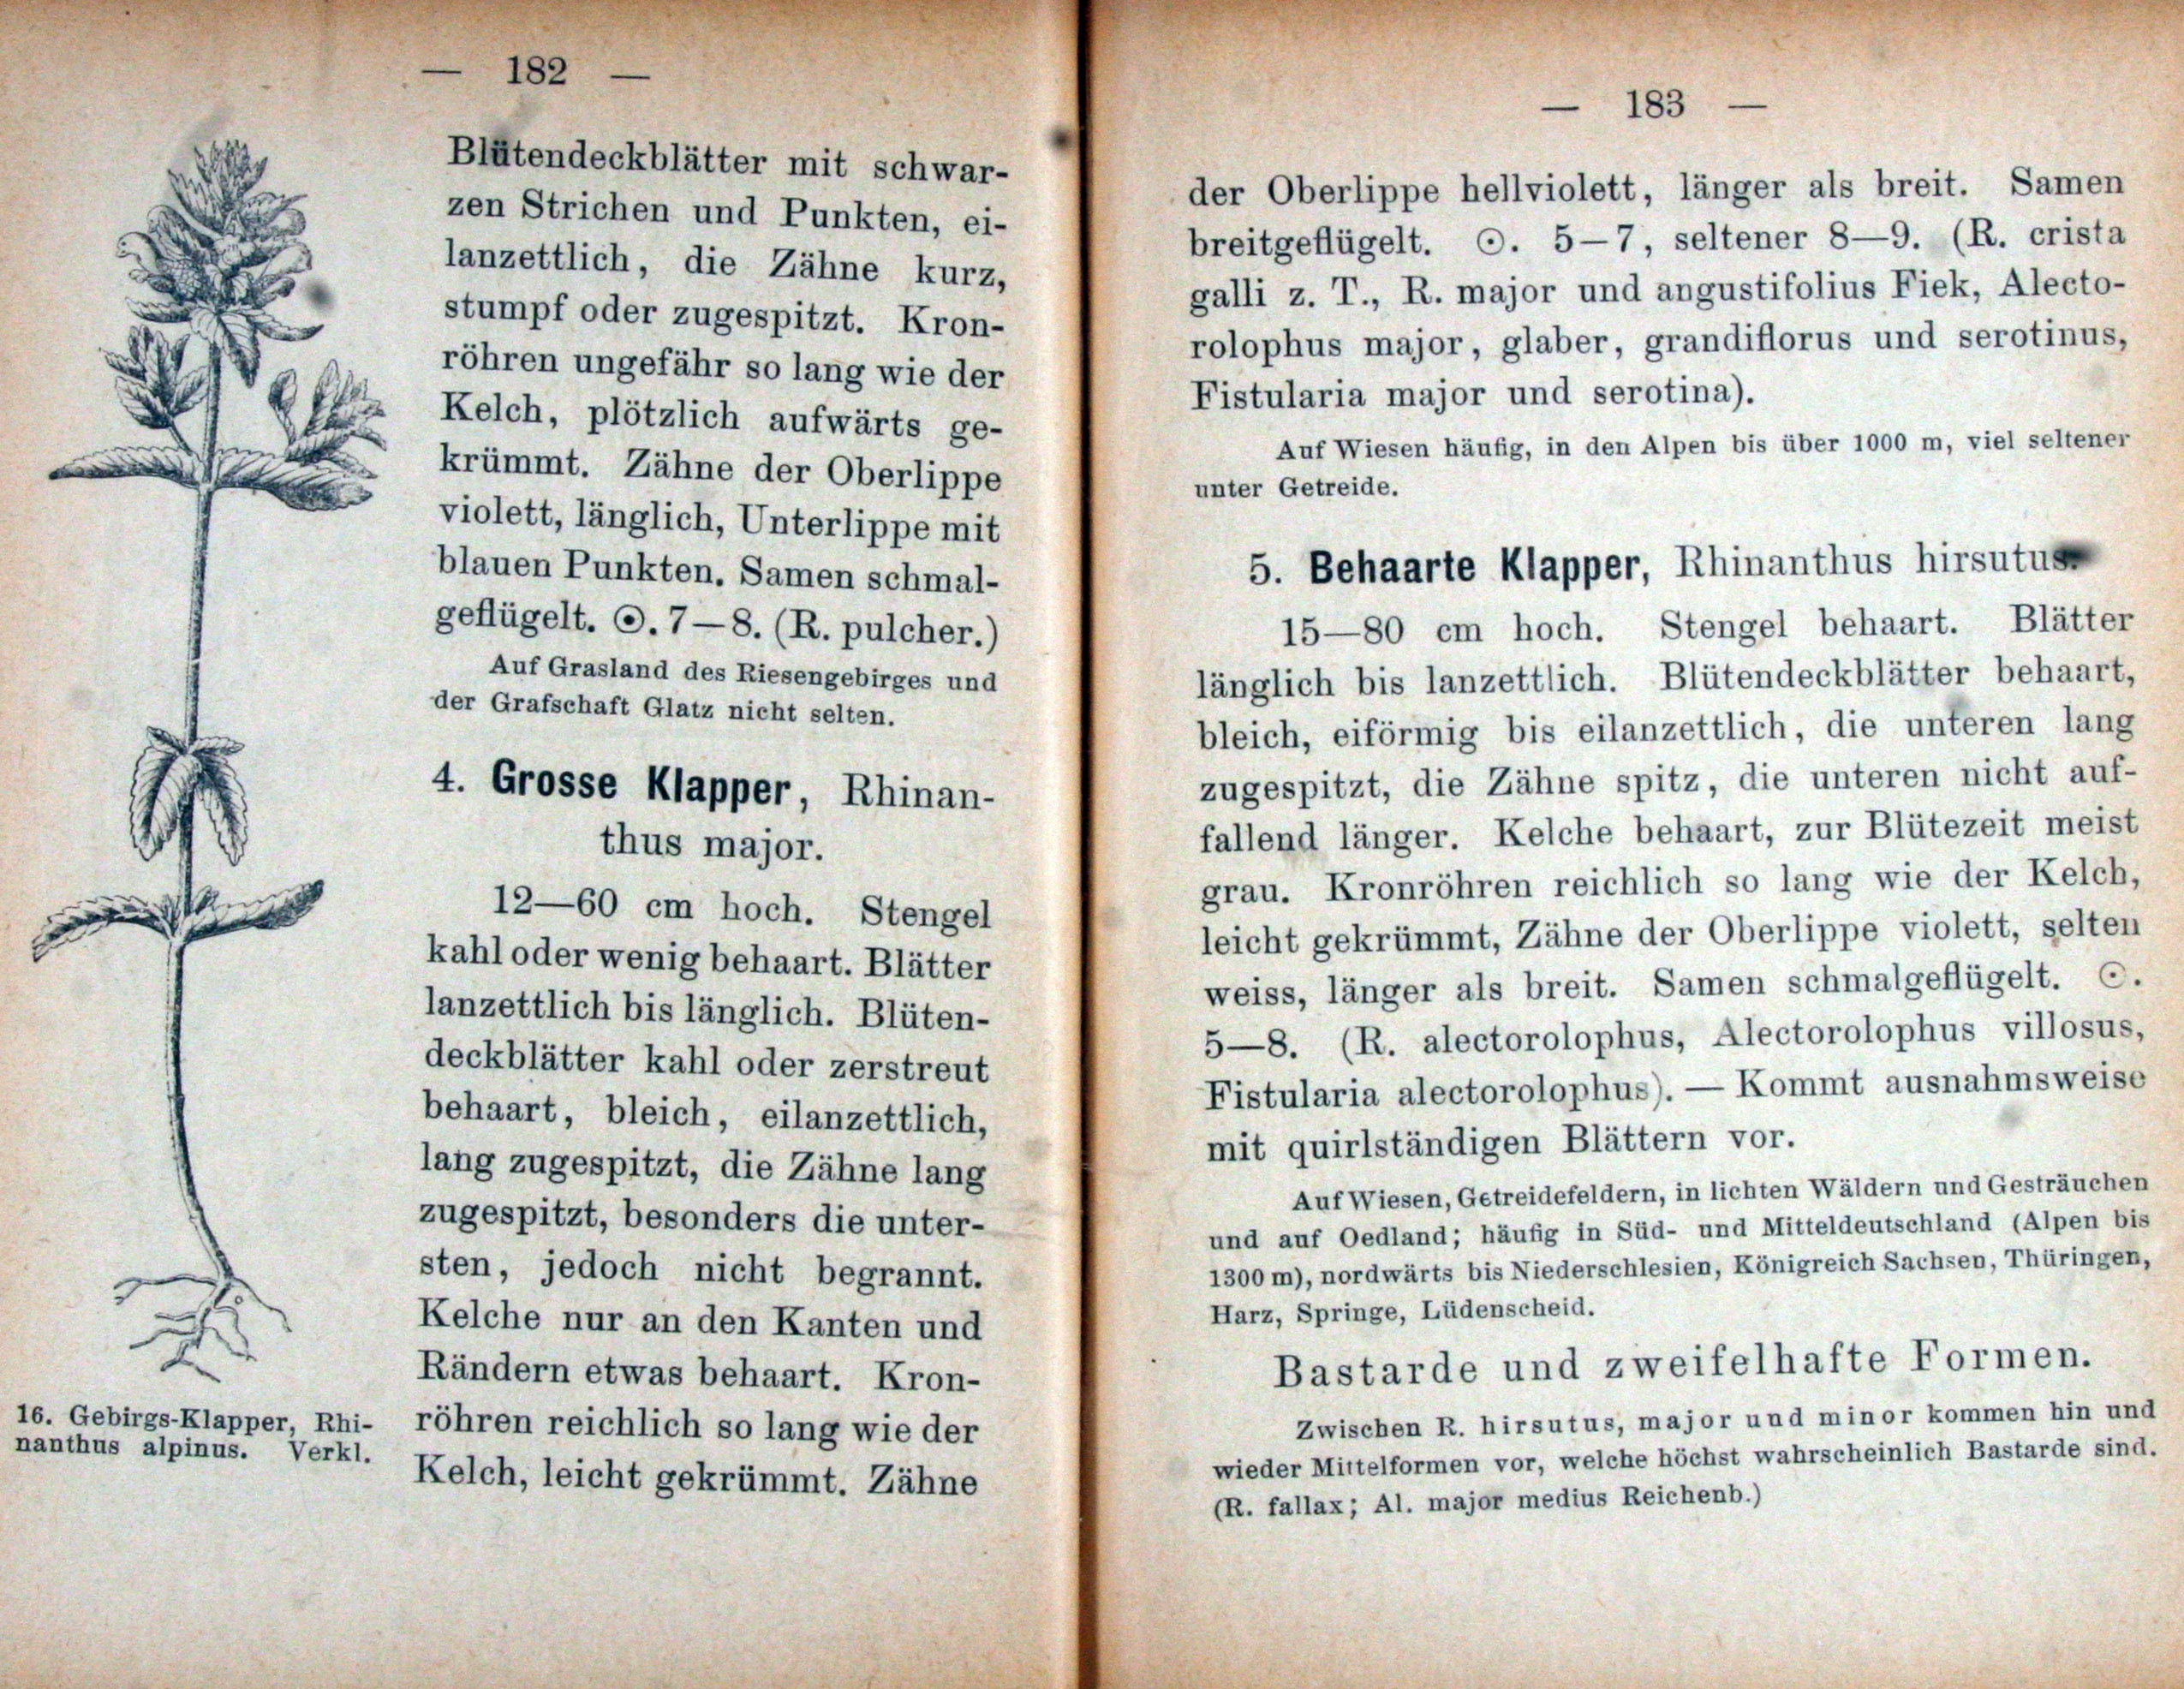 — 182 —
Blütendeckblätter mit schwar-
zen Strichen und Punkten, ei-
lanzettlich, die Zähne kurz,
stumpf oder zugespitzt. Kron-
röhren ungefähr so lang wie der
Kelch, plötzlich aufwärts ge-
krümmt. Zähne der Oberlippe
violett, länglich, Unterlippe mit
blauen Punkten. Samen schmal-
geflügelt. ⊙. 7—8. (R. pulcher.)
Auf Grasland des Riesengebirges und
der Grafschaft Glatz nicht selten.
4. Grosse Klapper, Rhinan-
thus major.
12—60 cm hoch. Stengel
kahl oder wenig behaart. Blätter
lanzettlich bis länglich. Blüten-
deckblätter kahl oder zerstreut
behaart, bleich, eilanzettlich,
lang zugespitzt, die Zähne lang
zugespitzt, besonders die unter-
sten, jedoch nicht begrannt.
Kelche nur an den Kanten und
Rändern etwas behaart. Kron-
röhren reichlich so lang wie der
Kelch, leicht gekrümmt. Zähne
16. Gebirgs-Klapper, Rhi-
nanthus alpinus. Verkl.
— 183 —
der Oberlippe hellviolett, länger als breit. Samen
breitgeflügelt. ⊙. 5—7, seltener 8—9. (R. crista
galli z. T., R. major und angustifolius Fiek, Alecto-
rolophus major, glaber, grandiflorus und serotinus,
Fistularia major und serotina).
Auf Wiesen häufig, in den Alpen bis über 1000 m, viel seltener
unter Getreide.
5. Behaarte Klapper, Rhinanthus hirsutus.
15—80 cm hoch. Stengel behaart. Blätter
länglich bis lanzettlich. Blütendeckblätter behaart,
bleich, eiförmig bis eilanzettlich, die unteren lang
zugespitzt, die Zähne spitz, die unteren nicht auf-
fallend länger. Kelche behaart, zur Blütezeit meist
grau. Kronröhren reichlich so lang wie der Kelch,
leicht gekrümmt, Zähne der Oberlippe violett, selten
weiss, länger als breit. Samen schmalgeflügelt. ⊙.
5—8. (R. alectorolophus, Alectorolophus villosus,
Fistularia alectorolophus). — Kommt ausnahmsweise
mit quirlständigen Blättern vor.
Auf Wiesen, Getreidefeldern, in lichten Wäldern und Gesträuchen
und auf Oedland; häufig in Süd- und Mitteldeutschland (Alpen bis
1300 m), nordwärts bis Niederschlesien, Königreich Sachsen, Thüringen,
Harz, Springe, Lüdenscheid.
Bastarde und zweifelhafte Formen.
Zwischen R. hirsutus, major und minor kommen hin und
wieder Mittelformen vor, welche höchst wahrscheinlich Bastarde sind.
(R. fallax; Al. major medius Reichenb.)